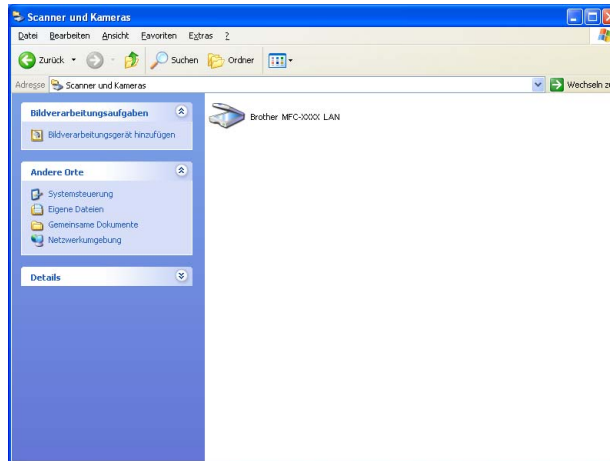 Scanner und Kameras
Datei Bearbeiten Ansicht Favoriten Extras ?
Zurück Suchen Ordner
Adresse Scanner und Kameras Wechseln zu
Bildverarbeitungsaufgaben
Bildverarbeitungsgerät hinzufügen
Andere Orte
Systemsteuerung
Eigene Dateien
Gemeinsame Dokumente
Netzwerkumgebung
Details
Brother MFC-XXXX LAN